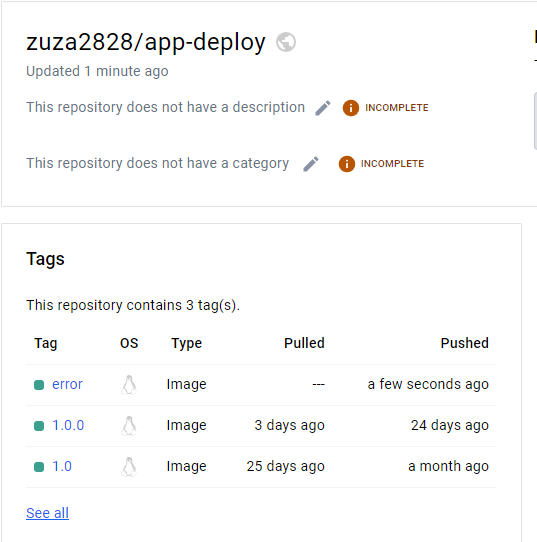 zuza2828/app-deploy
Updated 1 minute ago
This repository does not have a description INCOMPLETE
This repository does not have a category INCOMPLETE
Tags
This repository contains 3 tag(s).
Tag OS Type Pulled Pushed
error Image --- a few seconds ago
1.0.0 Image 3 days ago 24 days ago
1.0 Image 25 days ago a month ago
See all